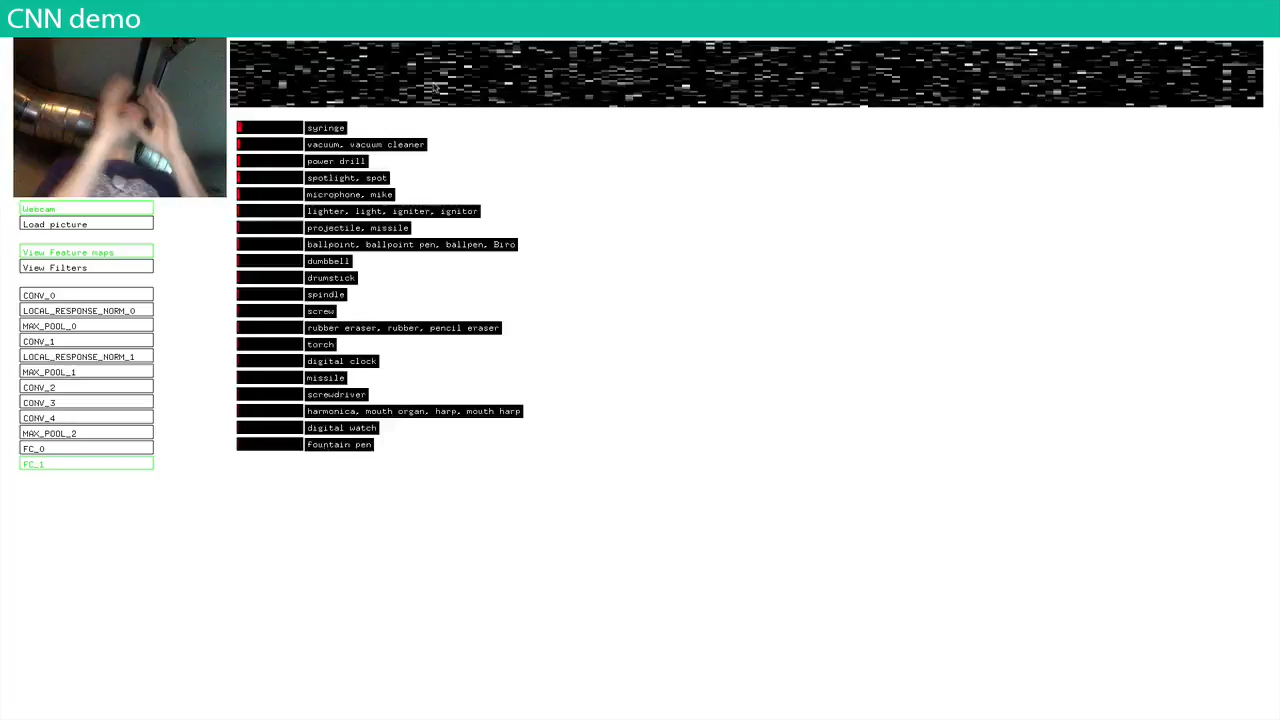 CNN demo
Webcam
Load picture
View Feature maps
View Filters
CONV_0
LOCAL_RESPONSE_NORM_0
MAX_POOL_0
CONV_1
LOCAL_RESPONSE_NORM_1
MAX_POOL_1
CONV_2
CONV_3
CONV_4
MAX_POOL_2
FC_0
FC_1
syringe
vacuum, vacuum cleaner
power drill
spotlight, spot
microphone, mike
lighter, light, igniter, ignitor
projectile, missile
ballpoint, ballpoint pen, ballpen, Biro
dumbbell
drumstick
spindle
screw
rubber eraser, rubber, pencil eraser
torch
digital clock
missile
screwdriver
harmonica, mouth organ, harp, mouth harp
digital watch
fountain pen